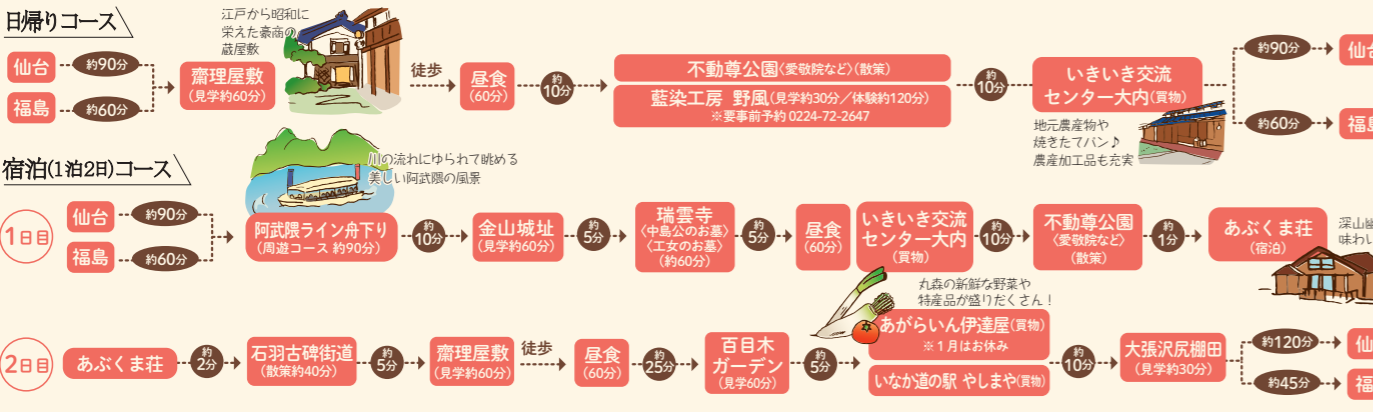 日帰りコース
江戸から昭和に
栄えた豪商の
蔵屋敷
仙台
約90分
福島
約60分
齋理屋敷
(見学約60分)
徒歩
昼食
(60分)
約
10分
不動尊公園〈愛敬院など〉(散策)
藍染工房 野風(見学約30分／体験約120分)
※要事前予約 0224-72-2647
約
10分
いきいき交流
センター大内(買物)
地元農産物や
焼きたてパン♪
農産加工品も充実
約90分
仙台
約60分
福島
宿泊(1泊2日)コース
川の流れにゆられて眺める
美しい阿武隈の風景
1日目
仙台
約90分
福島
約60分
阿武隈ライン舟下り
(周遊コース 約90分)
約
10分
金山城址
(見学約60分)
約
5分
瑞雲寺
〈中島公のお墓〉
〈工女のお墓〉
(約60分)
約
5分
昼食
(60分)
いきいき交流
センター大内
(買物)
約
10分
不動尊公園
〈愛敬院など〉
(散策)
約
1分
あぶくま荘
(宿泊)
深山幽
味わい
2日目
あぶくま荘
約
2分
石羽古碑街道
(散策約40分)
約
5分
齋理屋敷
(見学約60分)
徒歩
昼食
(60分)
約
25分
百目木
ガーデン
(見学60分)
約
5分
丸森の新鮮な野菜や
特産品が盛りだくさん！
あがらいん伊達屋(買物)
※1月はお休み
いなか道の駅 やしまや(買物)
約
10分
大張沢尻棚田
(見学約30分)
約120分
仙
約45分
福